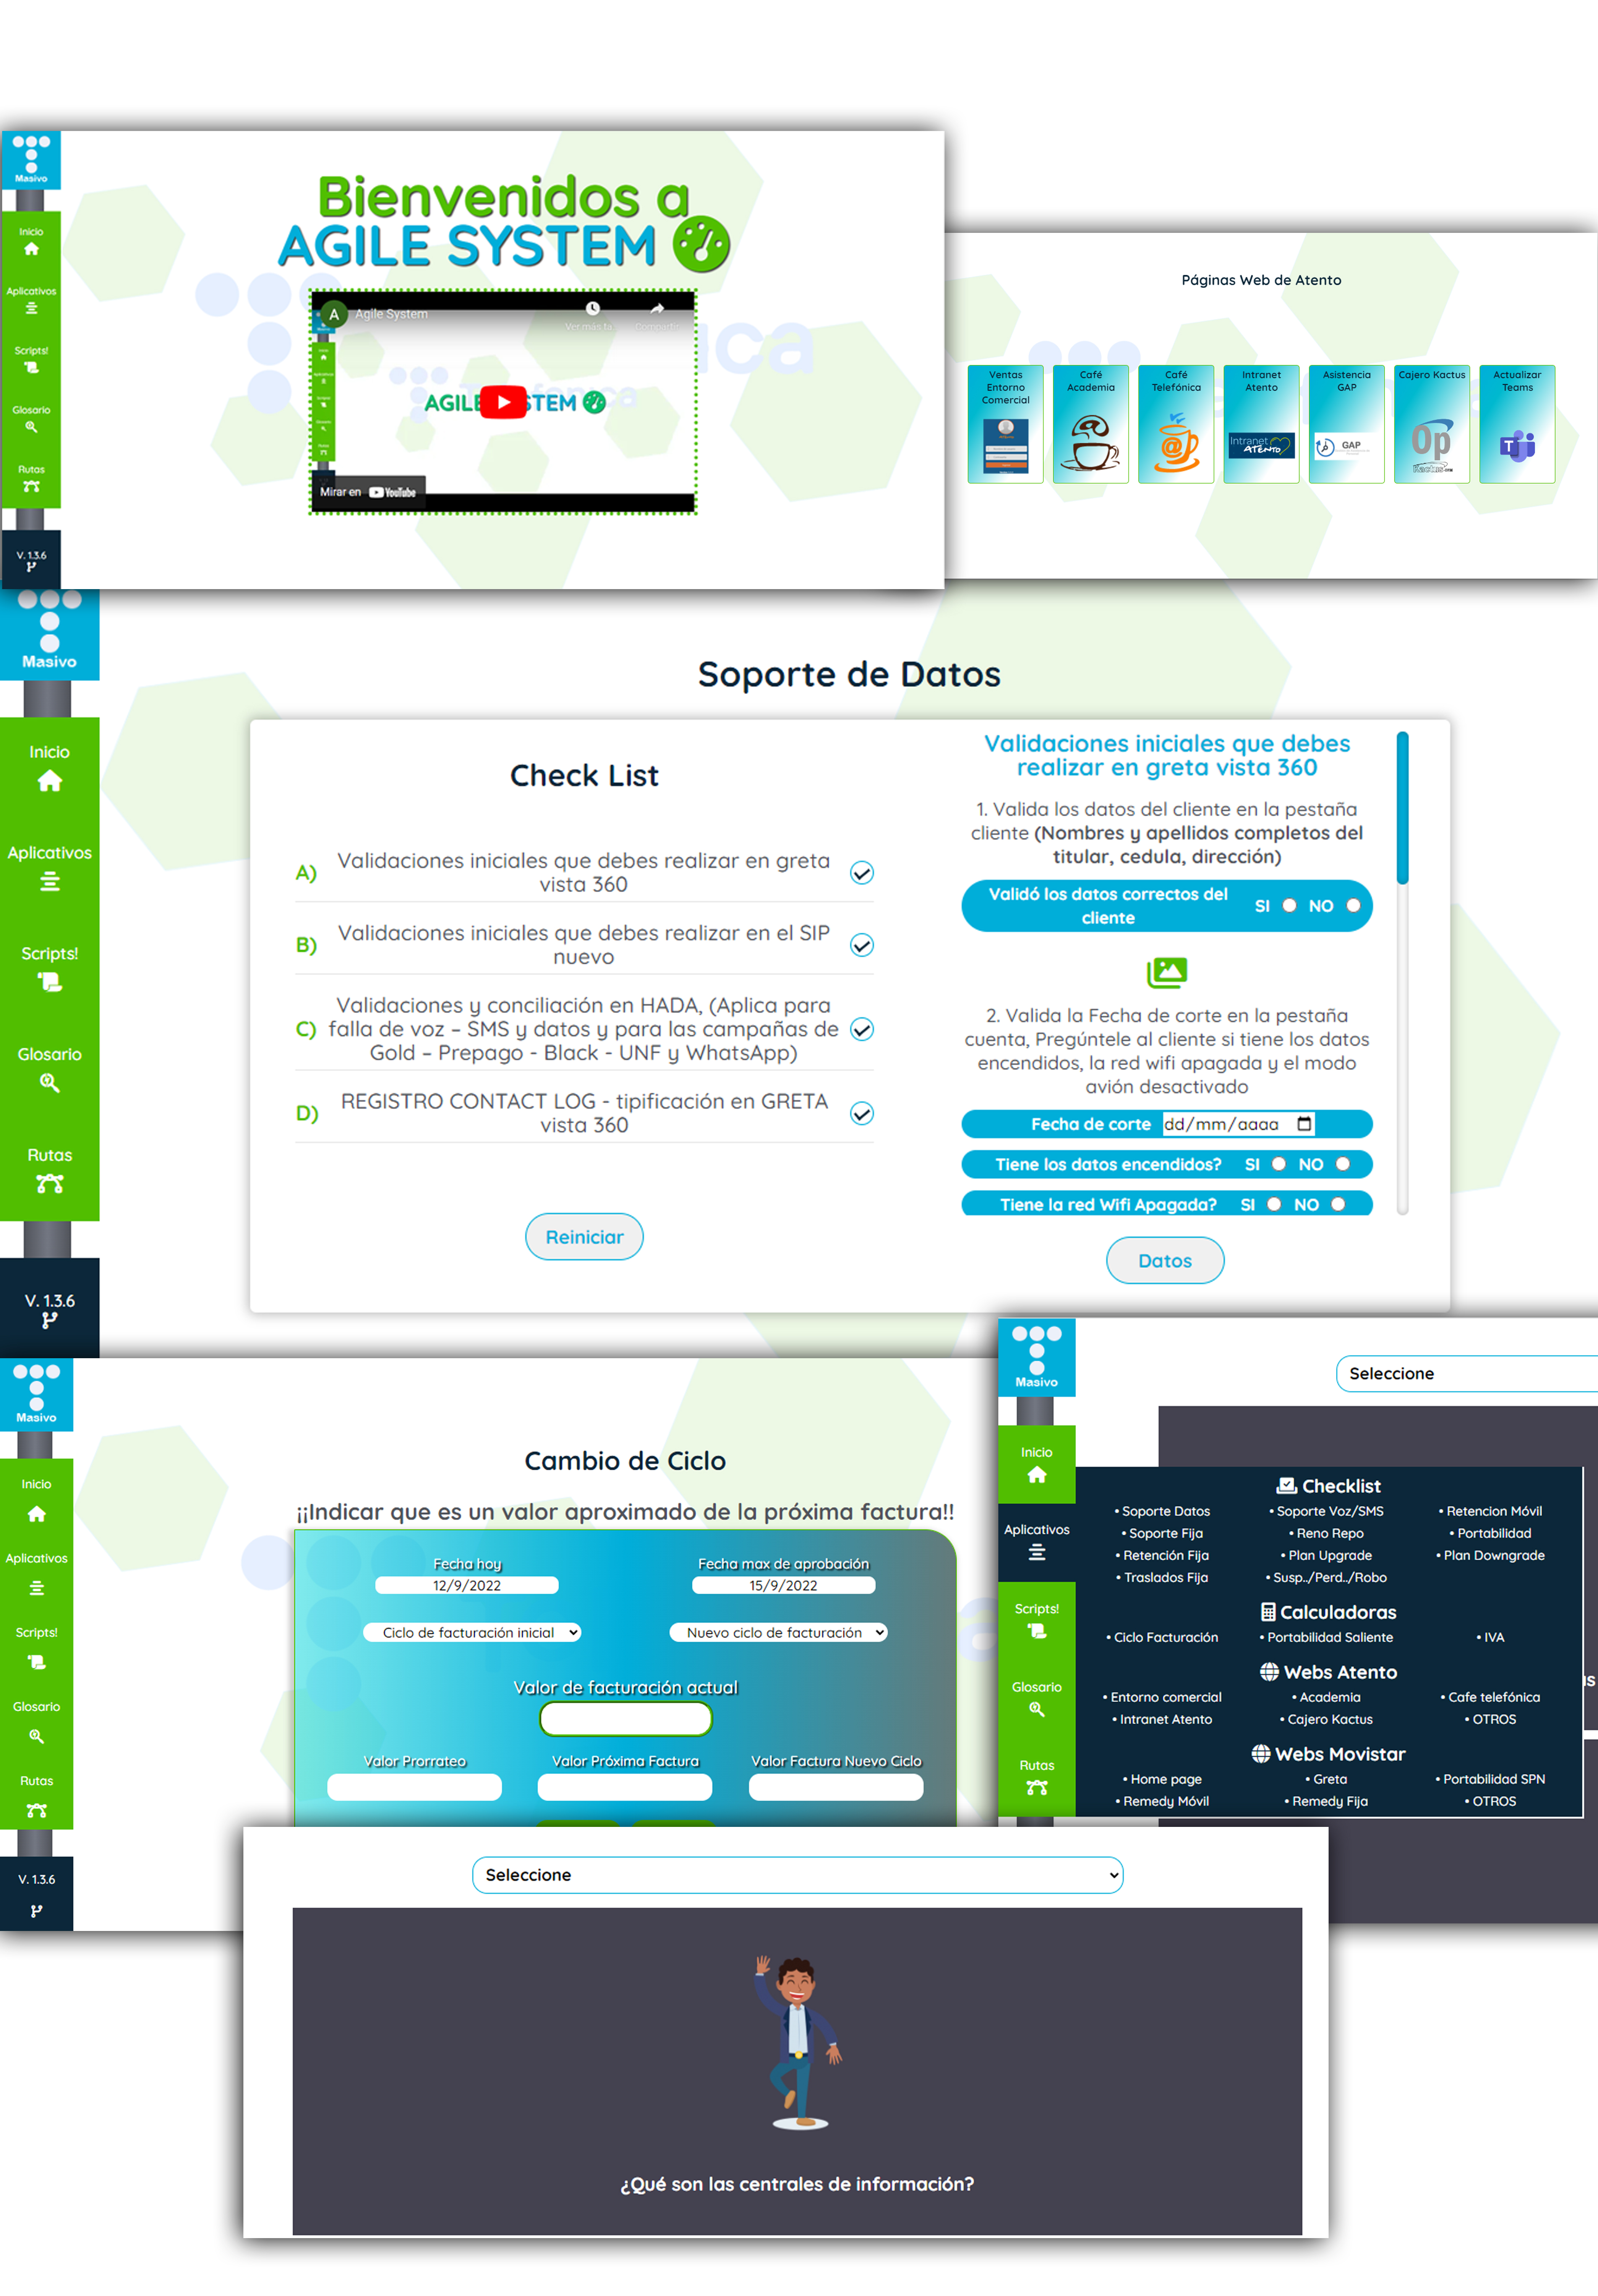 Masivo
Inicio
Aplicativos
Scripts!
Glosario
Rutas
V. 1.3.6
Bienvenidos a
AGILE SYSTEM
A
Agile System
Ver más ta...
Compartir
Mirar en YouTube
Páginas Web de Atento
Ventas
Entorno
Comercial
Café
Academia
Café
Telefónica
Intranet
Atento
Intranet
ATENTO
Asistencia
GAP
GAP
Cajero Kactus
Op
Kactus
Actualizar
Teams
Masivo
Inicio
Aplicativos
Scripts!
Glosario
Rutas
V. 1.3.6
Soporte de Datos
Check List
A) Validaciones iniciales que debes realizar en greta
vista 360
B) Validaciones iniciales que debes realizar en el SIP
nuevo
C) Validaciones y conciliación en HADA, (Aplica para
falla de voz – SMS y datos y para las campañas de
Gold – Prepago - Black - UNF y WhatsApp)
D) REGISTRO CONTACT LOG - tipificación en GRETA
vista 360
Reiniciar
Validaciones iniciales que debes
realizar en greta vista 360
1. Valida los datos del cliente en la pestaña
cliente (Nombres y apellidos completos del
titular, cedula, dirección)
Validó los datos correctos del
cliente SI NO
2. Valida la Fecha de corte en la pestaña
cuenta, Pregúntele al cliente si tiene los datos
encendidos, la red wifi apagada y el modo
avión desactivado
Fecha de corte dd/mm/aaaa
Tiene los datos encendidos? SI NO
Tiene la red Wifi Apagada? SI NO
Datos
Masivo
Inicio
Aplicativos
Scripts!
Glosario
Rutas
V. 1.3.6
Cambio de Ciclo
¡¡Indicar que es un valor aproximado de la próxima factura!!
Fecha hoy
12/9/2022
Fecha max de aprobación
15/9/2022
Ciclo de facturación inicial
Nuevo ciclo de facturación
Valor de facturación actual
Valor Prorrateo
Valor Próxima Factura
Valor Factura Nuevo Ciclo
Masivo
Inicio
Aplicativos
Scripts!
Glosario
Rutas
Seleccione
Checklist
• Soporte Datos • Soporte Voz/SMS • Retencion Móvil
• Soporte Fija • Reno Repo • Portabilidad
• Retención Fija • Plan Upgrade • Plan Downgrade
• Traslados Fija • Susp../Perd../Robo
Calculadoras
• Ciclo Facturación • Portabilidad Saliente • IVA
Webs Atento
• Entorno comercial • Academia • Cafe telefónica
• Intranet Atento • Cajero Kactus • OTROS
Webs Movistar
• Home page • Greta • Portabilidad SPN
• Remedy Móvil • Remedy Fija • OTROS
Seleccione
¿Qué son las centrales de información?